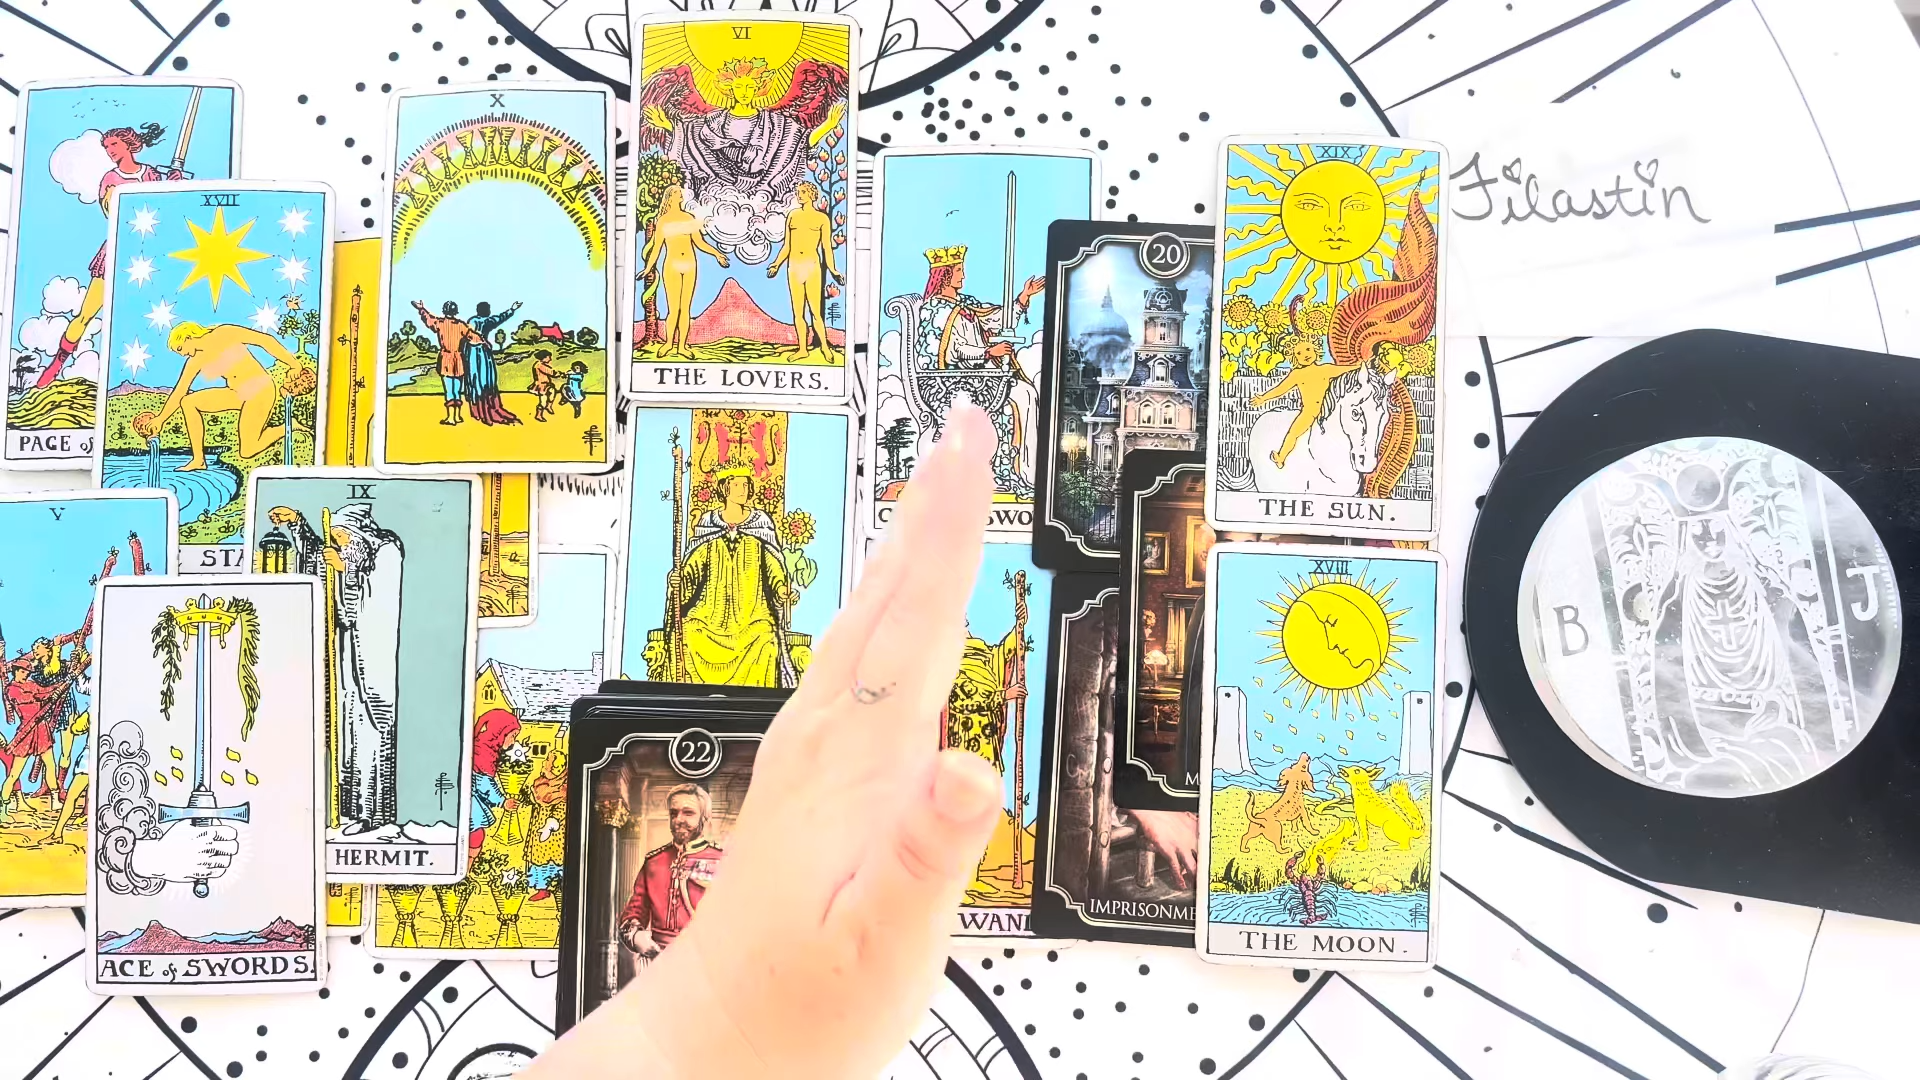 VI
THE LOVERS.
X
XVII
PAGE of
STA
IX
HERMIT.
V
ACE of SWORDS.
22
SWO
20
XIX
THE SUN.
Filastin
XVIII
THE MOON.
IMPRISONME
M
WAN
B
J